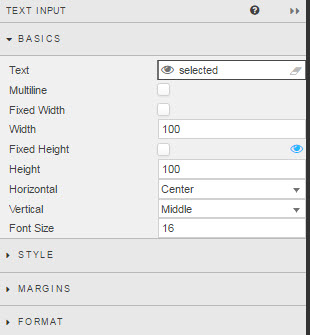 TEXT INPUT
BASICS
Text selected
Multiline
Fixed Width
Width 100
Fixed Height
Height 100
Horizontal Center
Vertical Middle
Font Size 16
STYLE
MARGINS
FORMAT